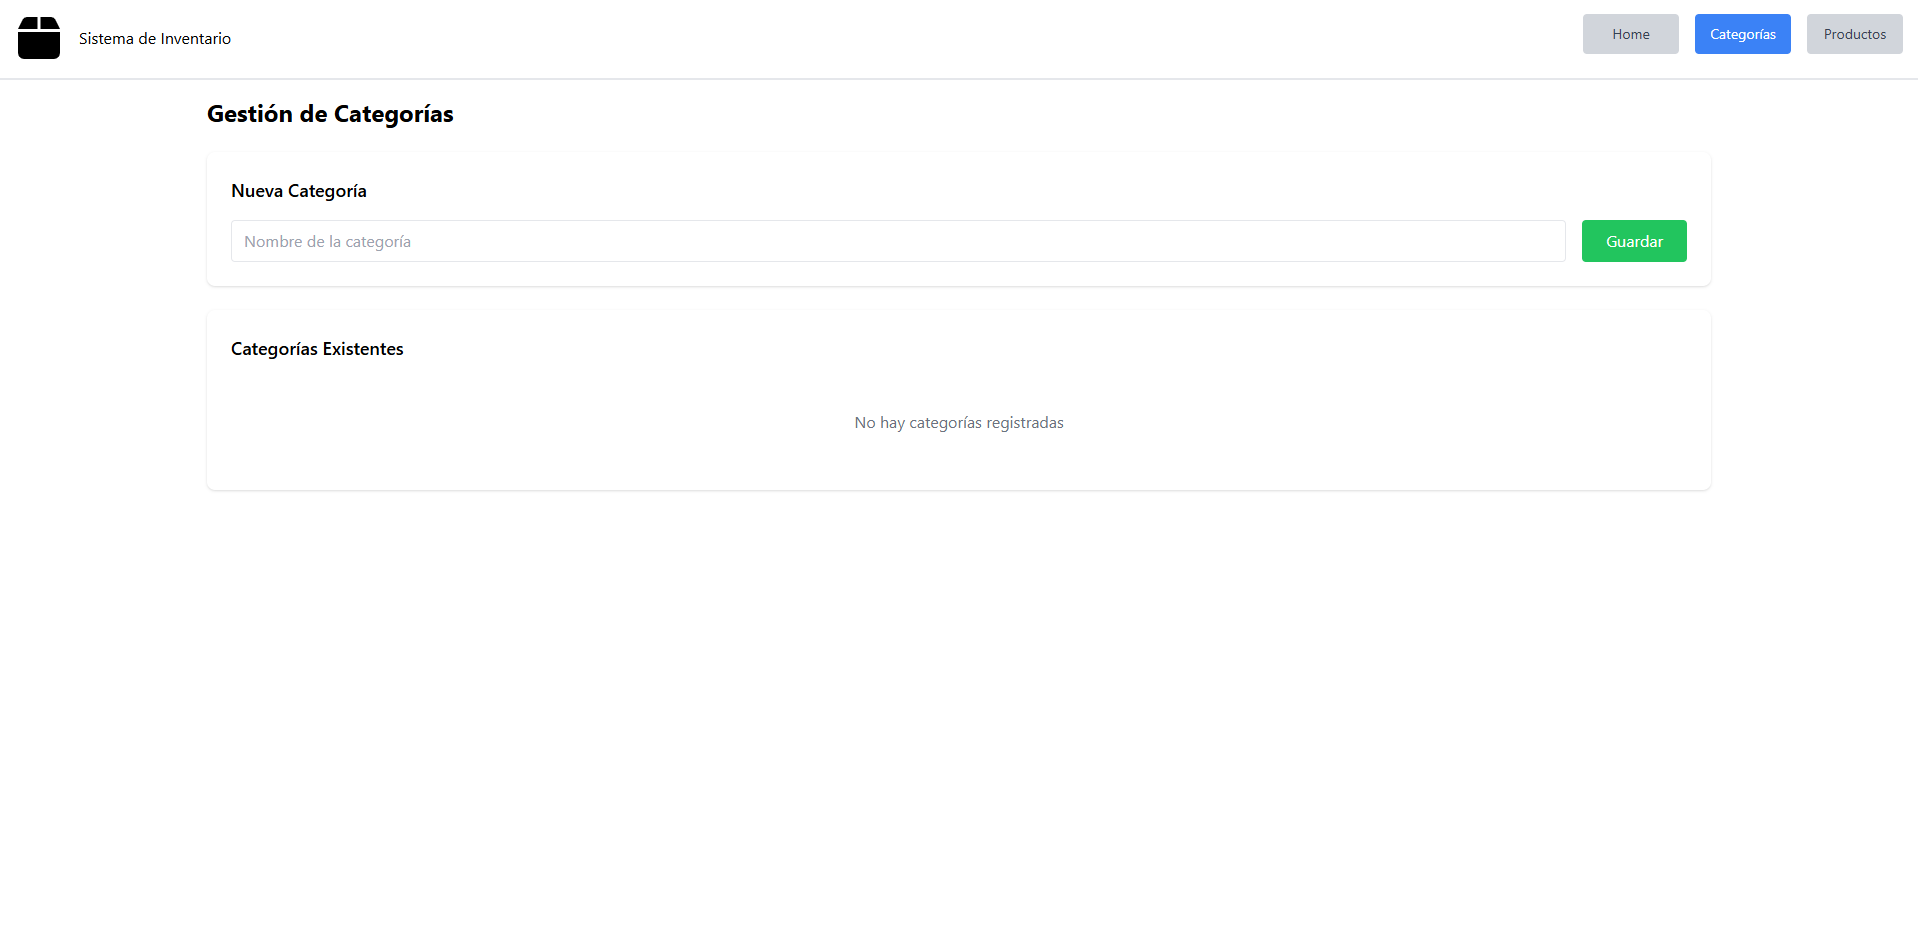 Sistema de Inventario
Home
Categorías
Productos
Gestión de Categorías
Nueva Categoría
Nombre de la categoría
Guardar
Categorías Existentes
No hay categorías registradas